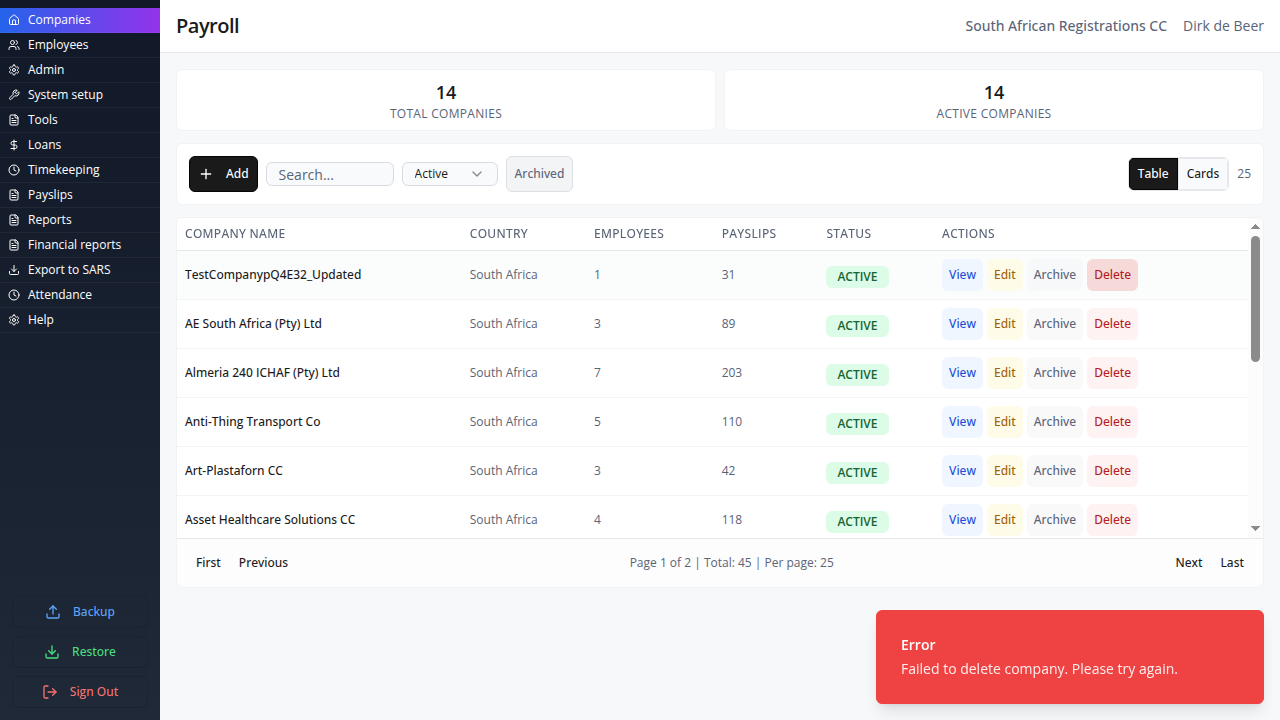 Companies
Employees
Admin
System setup
Tools
Loans
Timekeeping
Payslips
Reports
Financial reports
Export to SARS
Attendance
Help
Backup
Restore
Sign Out
Payroll
South African Registrations CC Dirk de Beer
14
TOTAL COMPANIES
14
ACTIVE COMPANIES
Add Search... Active Archived Table Cards 25
COMPANY NAME COUNTRY EMPLOYEES PAYSLIPS STATUS ACTIONS
TestCompanypQ4E32_Updated South Africa 1 31 ACTIVE View Edit Archive Delete
AE South Africa (Pty) Ltd South Africa 3 89 ACTIVE View Edit Archive Delete
Almeria 240 ICHAF (Pty) Ltd South Africa 7 203 ACTIVE View Edit Archive Delete
Anti-Thing Transport Co South Africa 5 110 ACTIVE View Edit Archive Delete
Art-Plastaforn CC South Africa 3 42 ACTIVE View Edit Archive Delete
Asset Healthcare Solutions CC South Africa 4 118 ACTIVE View Edit Archive Delete
First Previous Page 1 of 2 | Total: 45 | Per page: 25 Next Last
Error
Failed to delete company. Please try again.